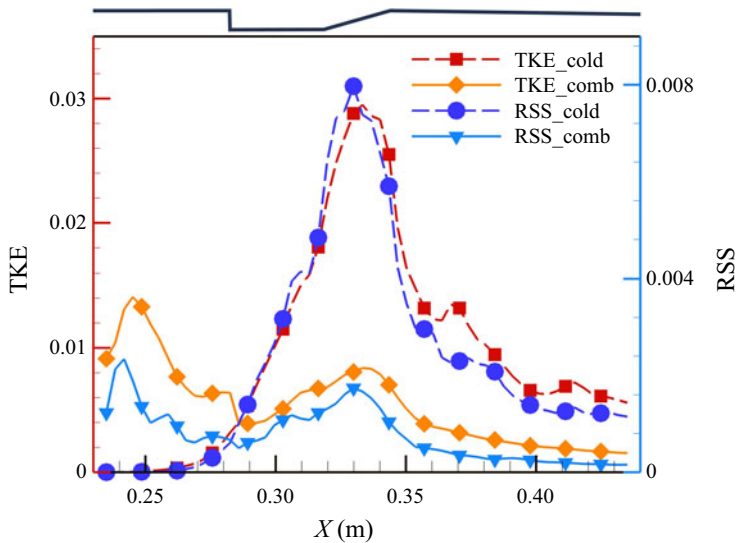 TKE_cold
TKE_comb
RSS_cold
RSS_comb
0.03
0.02
0.01
0
TKE
0.008
0.004
0
RSS
0.25
0.30
0.35
0.40
X (m)